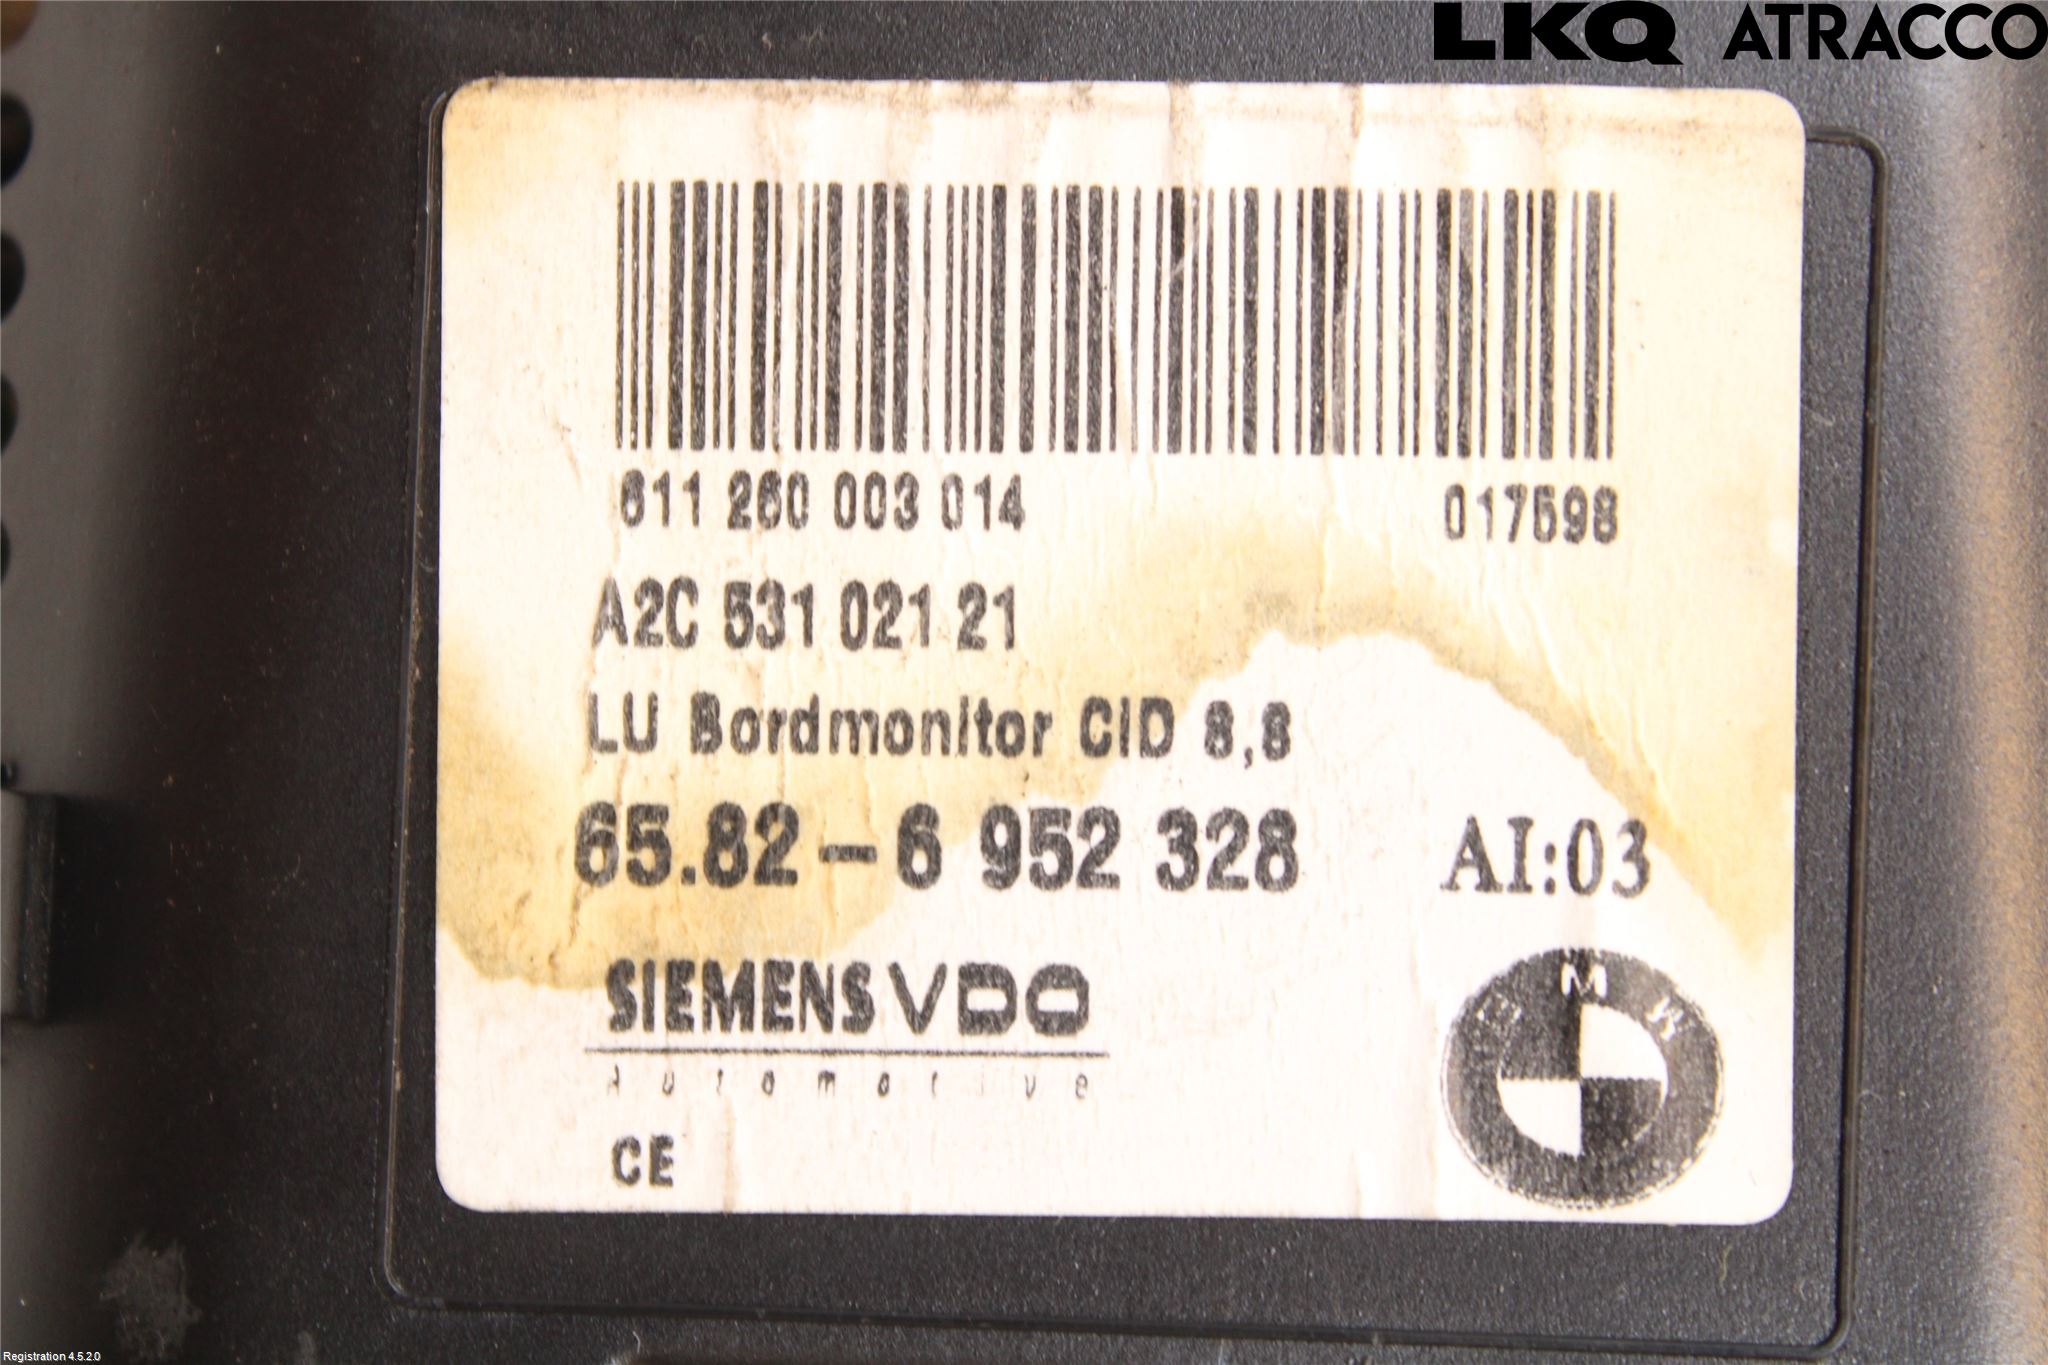 LKQ ATRACCO
611 260 003 014 017598
A2C 531 021 21
LU Bordmonitor CID 8,8
65.82-6 952 328 AI:03
SIEMENS VDO
Automotive
BMW
CE
Registration 4.5.2.0